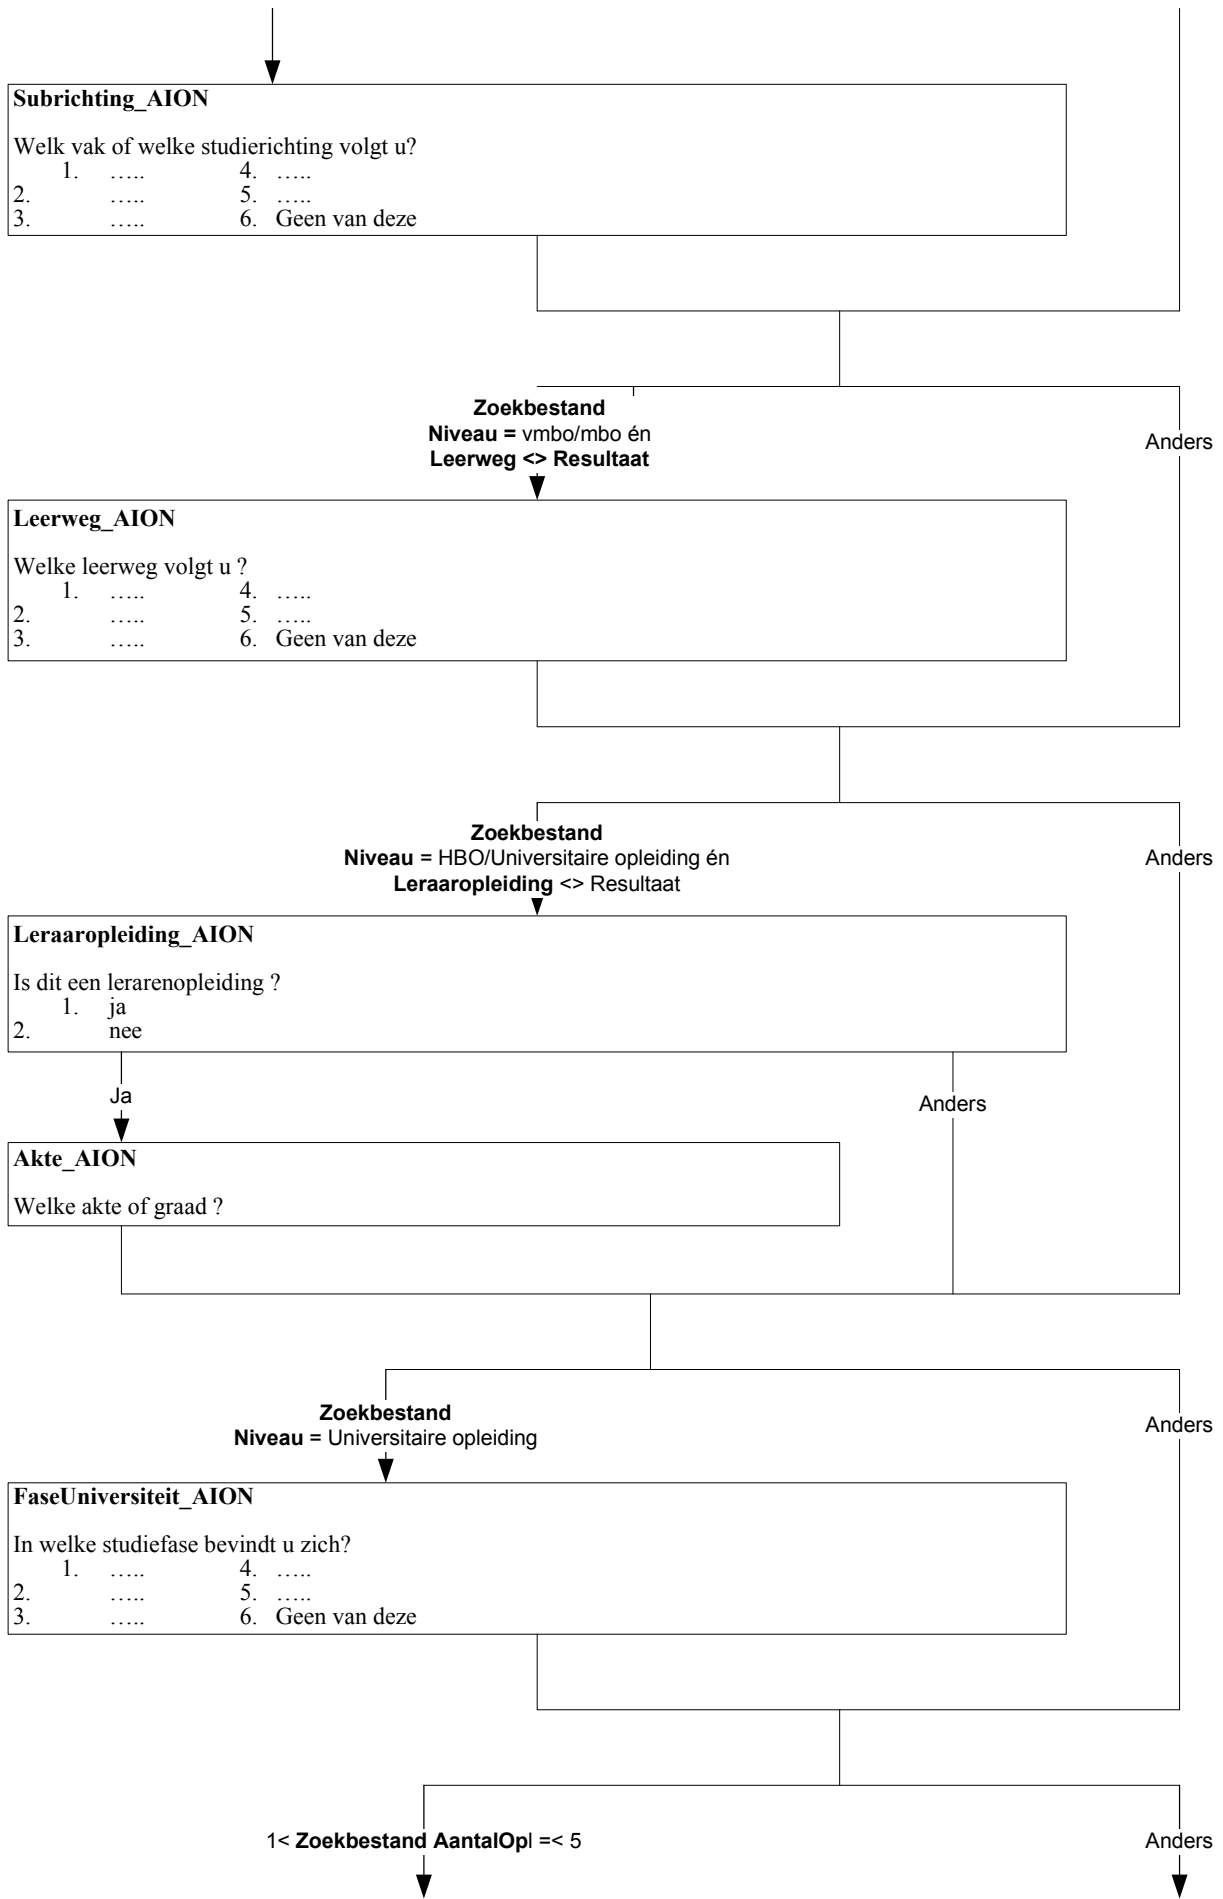 Subrichting_AION
Welk vak of welke studierichting volgt u?
1. ….. 4. …..
2. ….. 5. …..
3. ….. 6. Geen van deze
Zoekbestand
Niveau = vmbo/mbo én
Leerweg <> Resultaat
Anders
Leerweg_AION
Welke leerweg volgt u ?
1. ….. 4. …..
2. ….. 5. …..
3. ….. 6. Geen van deze
Zoekbestand
Niveau = HBO/Universitaire opleiding én
Leraaropleiding <> Resultaat
Anders
Leraaropleiding_AION
Is dit een lerarenopleiding ?
1. ja
2. nee
Ja
Anders
Akte_AION
Welke akte of graad ?
Zoekbestand
Niveau = Universitaire opleiding
Anders
FaseUniversiteit_AION
In welke studiefase bevindt u zich?
1. ….. 4. …..
2. ….. 5. …..
3. ….. 6. Geen van deze
1< Zoekbestand AantalOpl =< 5
Anders